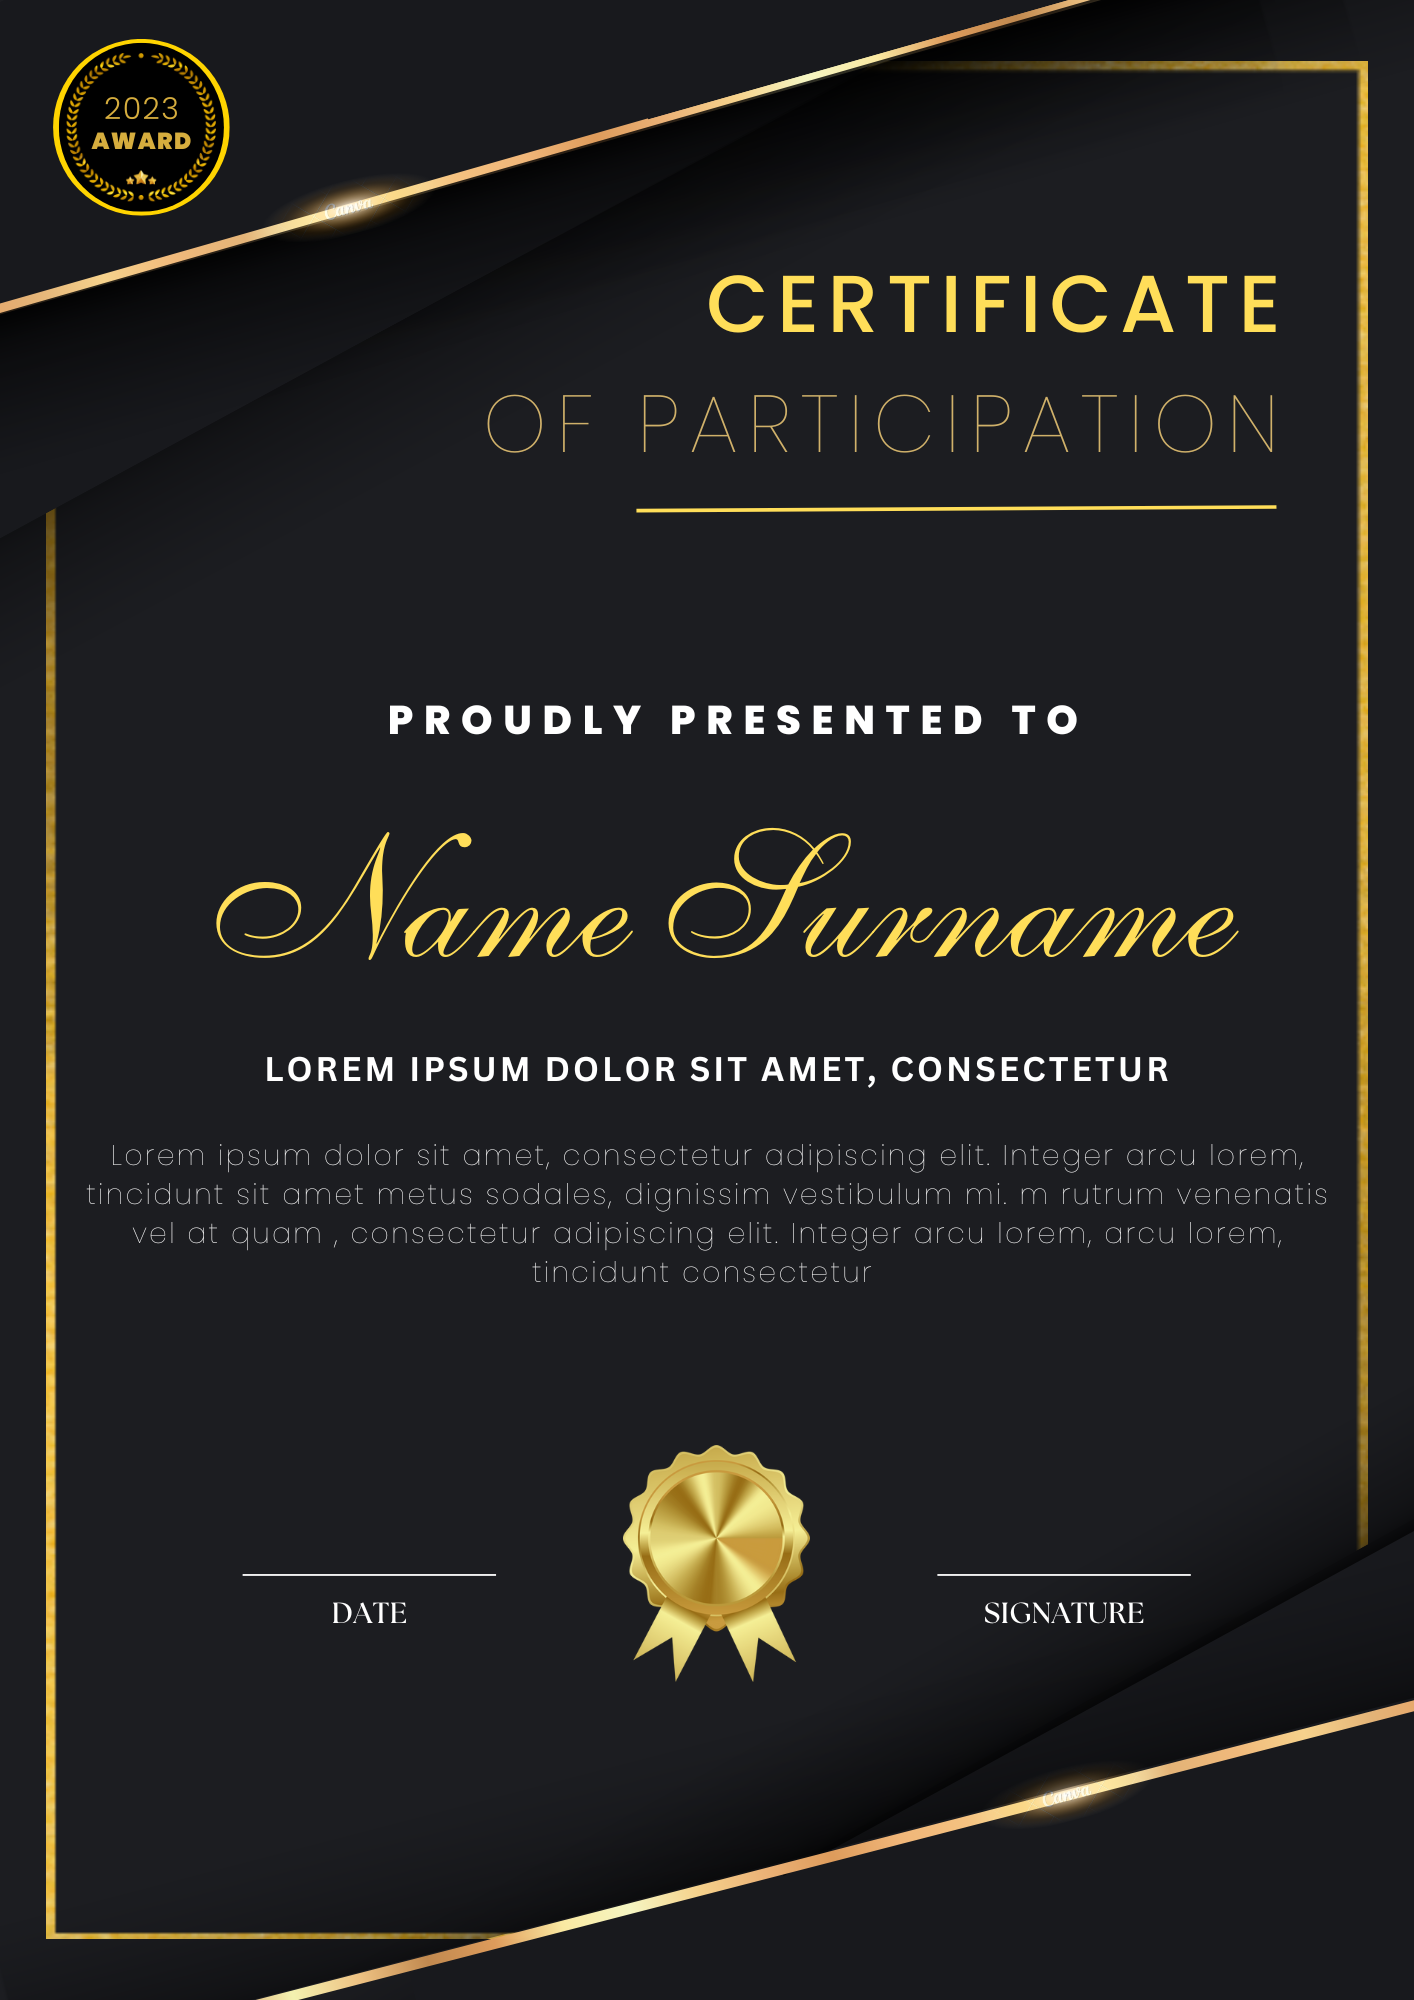 2023
AWARD
Canva
CERTIFICATE
OF PARTICIPATION
PROUDLY PRESENTED TO
Name Surname
LOREM IPSUM DOLOR SIT AMET, CONSECTETUR
Lorem ipsum dolor sit amet, consectetur adipiscing elit. Integer arcu lorem,
tincidunt sit amet metus sodales, dignissim vestibulum mi. m rutrum venenatis
vel at quam , consectetur adipiscing elit. Integer arcu lorem, arcu lorem,
tincidunt consectetur
DATE
SIGNATURE
Canva